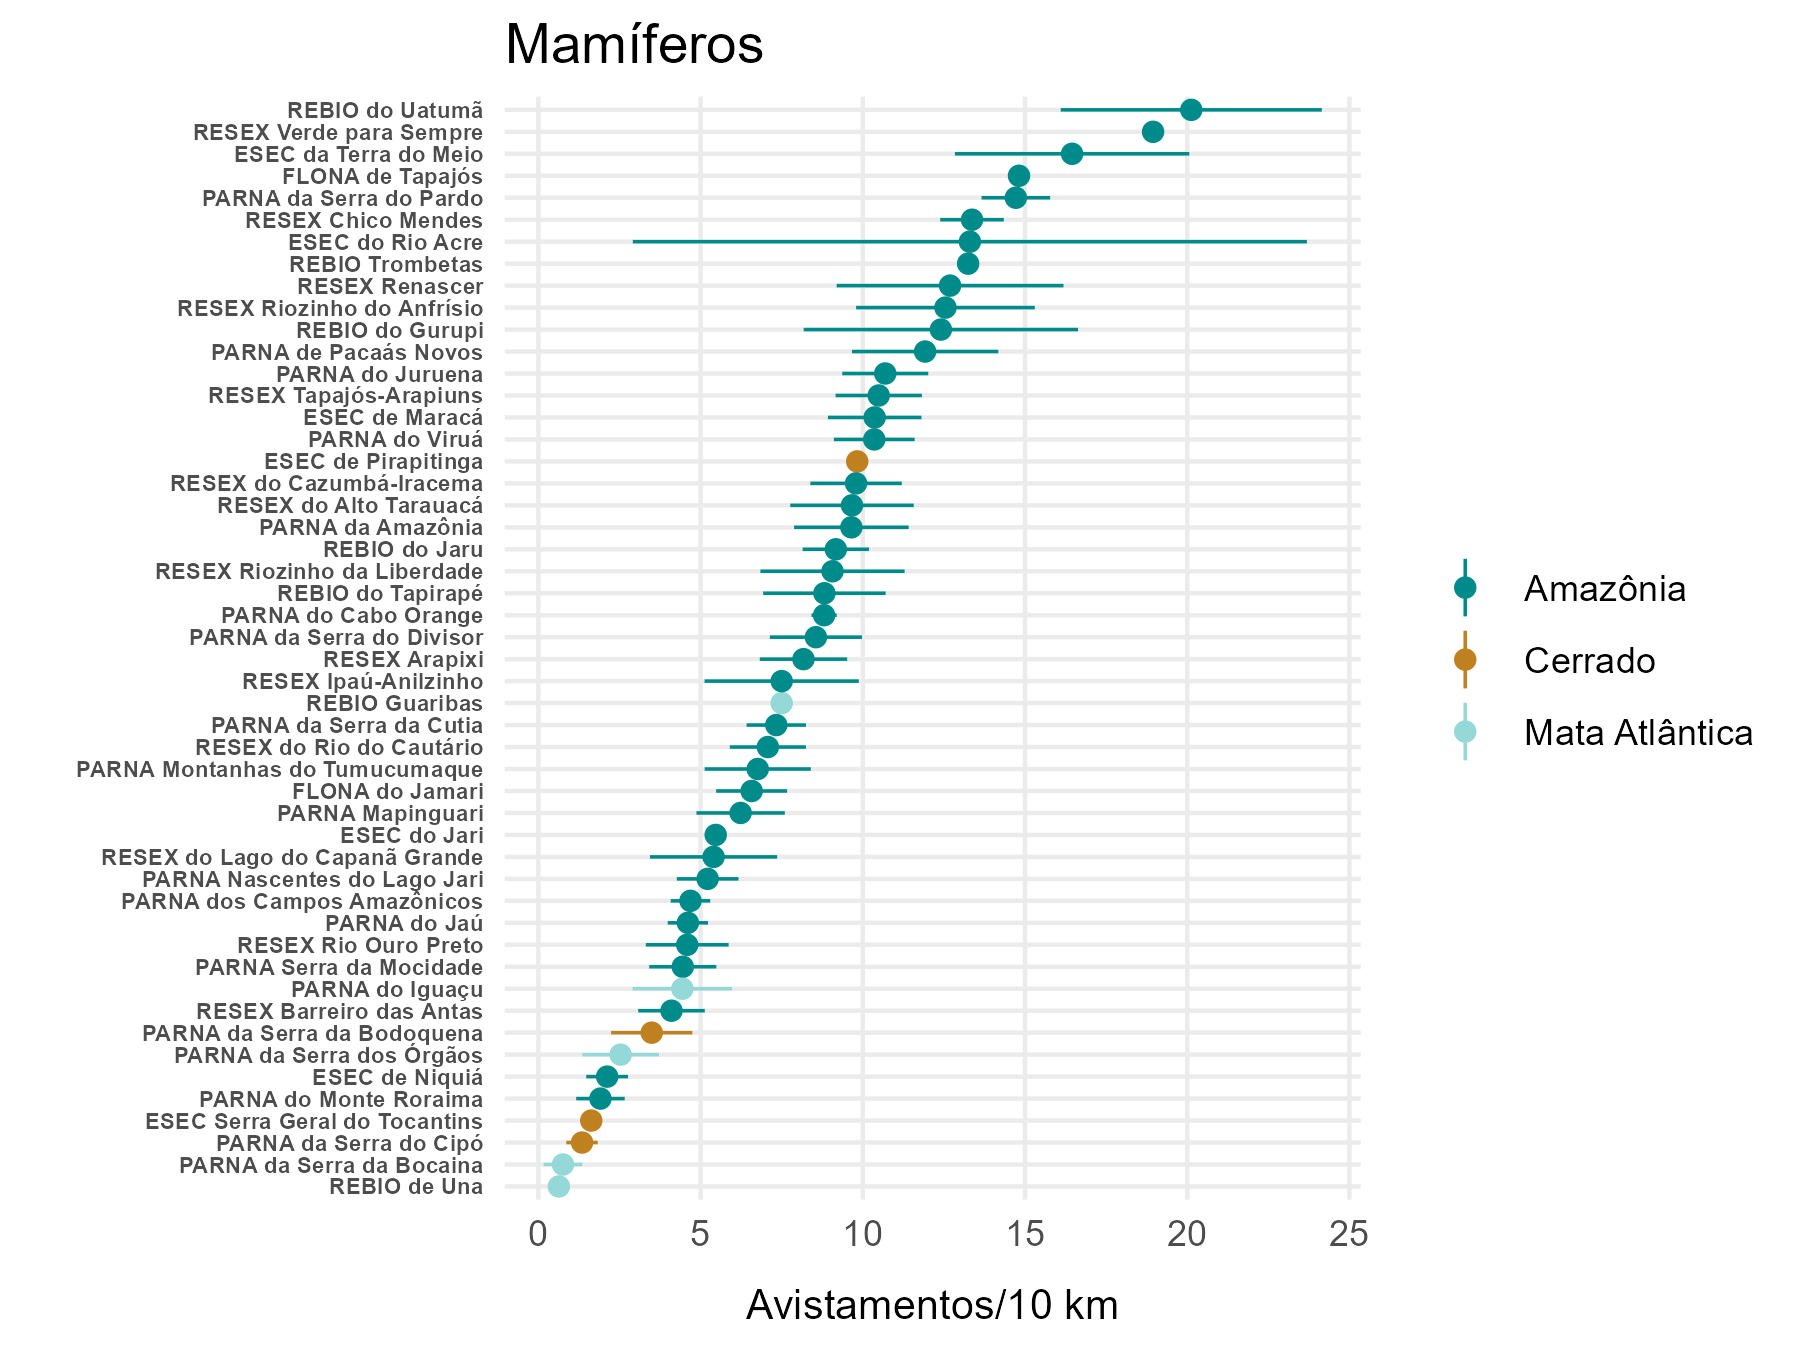 Mamíferos
REBIO do Uatumã
RESEX Verde para Sempre
ESEC da Terra do Meio
FLONA de Tapajós
PARNA da Serra do Pardo
RESEX Chico Mendes
ESEC do Rio Acre
REBIO Trombetas
RESEX Renascer
RESEX Riozinho do Anfrísio
REBIO do Gurupi
PARNA de Pacaás Novos
PARNA do Juruena
RESEX Tapajós-Arapiuns
ESEC de Maracá
PARNA do Viruá
ESEC de Pirapitinga
RESEX do Cazumbá-Iracema
RESEX do Alto Tarauacá
PARNA da Amazônia
REBIO do Jaru
RESEX Riozinho da Liberdade
REBIO do Tapirapé
PARNA do Cabo Orange
PARNA da Serra do Divisor
RESEX Arapixi
RESEX Ipaú-Anilzinho
REBIO Guaribas
PARNA da Serra da Cutia
RESEX do Rio do Cautário
PARNA Montanhas do Tumucumaque
FLONA do Jamari
PARNA Mapinguari
ESEC do Jari
RESEX do Lago do Capanã Grande
PARNA Nascentes do Lago Jari
PARNA dos Campos Amazônicos
PARNA do Jaú
RESEX Rio Ouro Preto
PARNA Serra da Mocidade
PARNA do Iguaçu
RESEX Barreiro das Antas
PARNA da Serra da Bodoquena
PARNA da Serra dos Órgãos
ESEC de Niquiá
PARNA do Monte Roraima
ESEC Serra Geral do Tocantins
PARNA da Serra do Cipó
PARNA da Serra da Bocaina
REBIO de Una
0 5 10 15 20 25
Avistamentos/10 km
Amazônia
Cerrado
Mata Atlântica